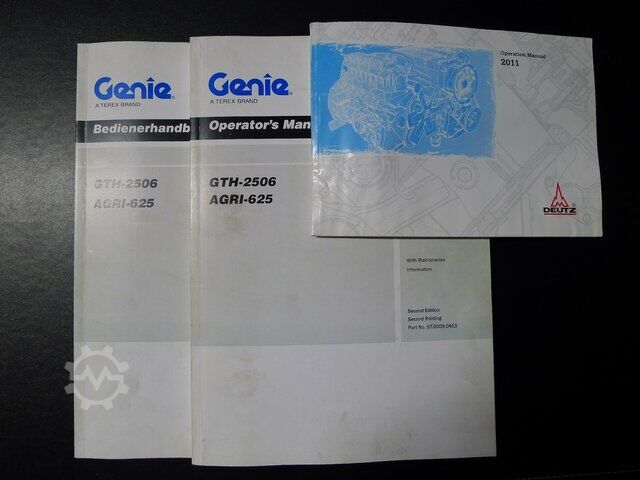 Genie
A TEREX BRAND
Bedienerhandb
GTH-2506
AGRI-625
Genie
A TEREX BRAND
Operator's Man
GTH-2506
AGRI-625
With Maintenance
Information
Second Edition
Second Printing
Part No. 57.0009.0453
Operation Manual
2011
DEUTZ